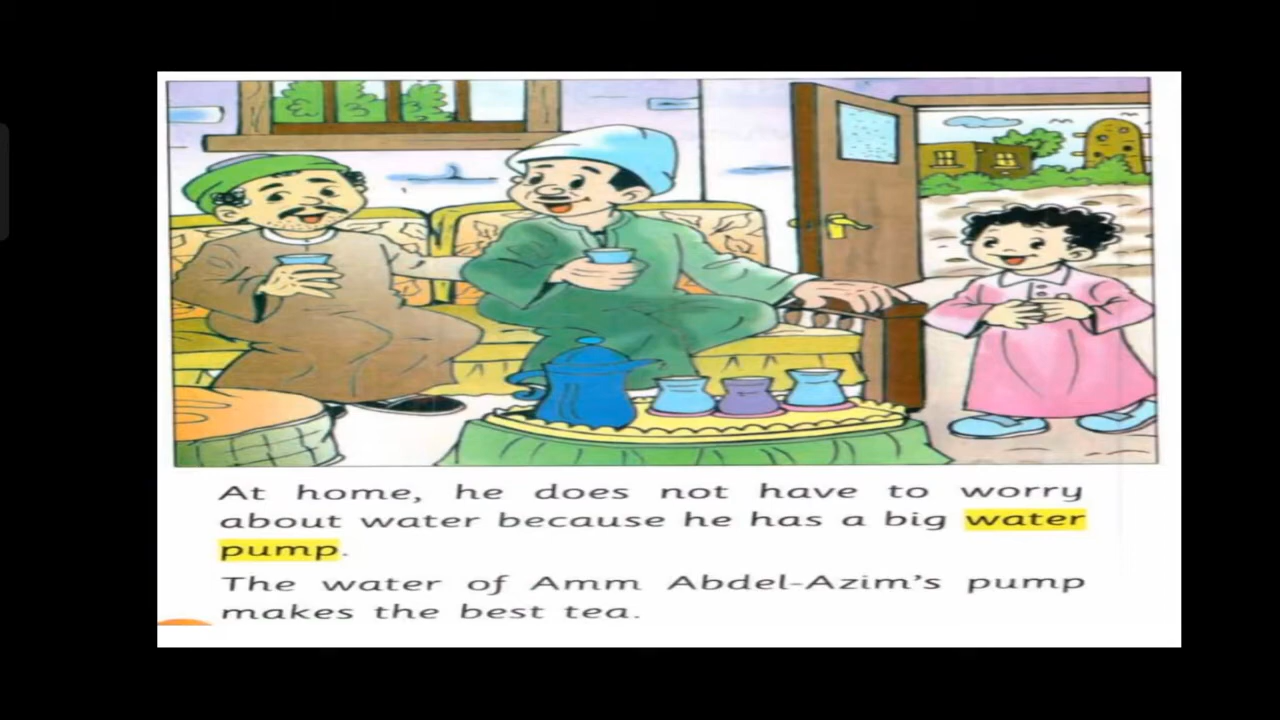 At home, he does not have to worry
about water because he has a big water
pump.
The water of Amm Abdel-Azim's pump
makes the best tea.